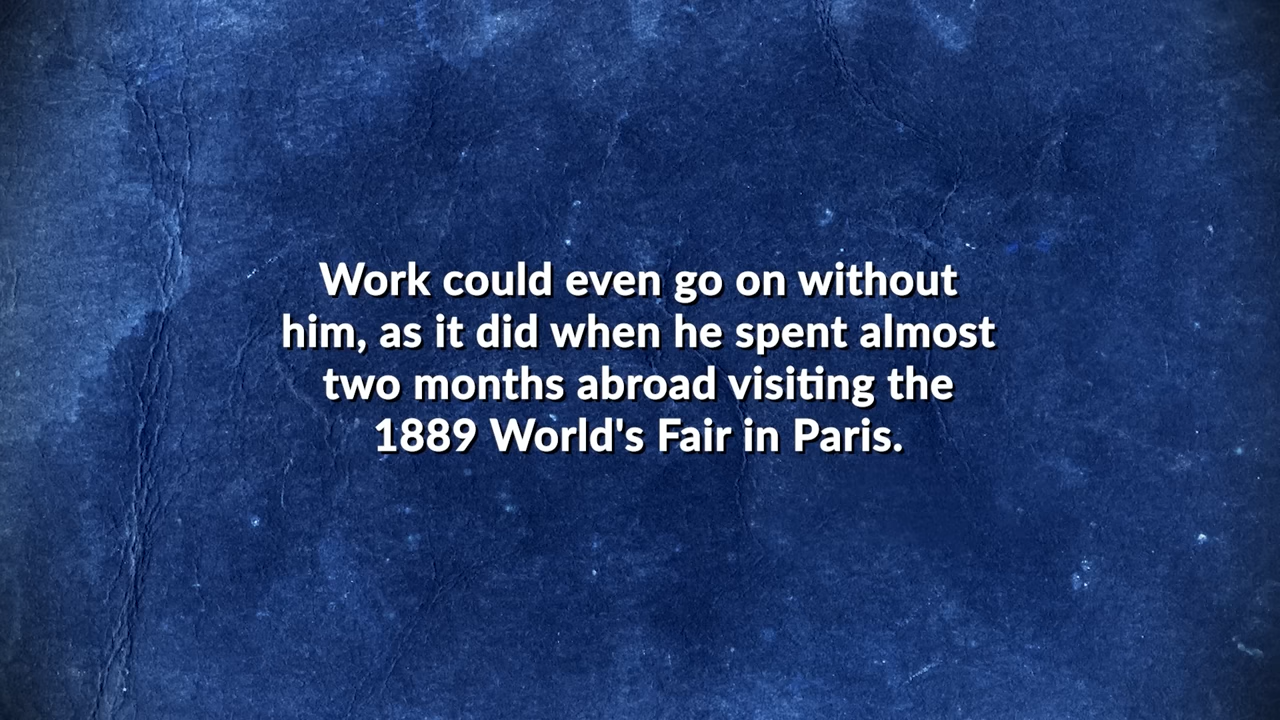 Work could even go on without
him, as it did when he spent almost
two months abroad visiting the
1889 World's Fair in Paris.